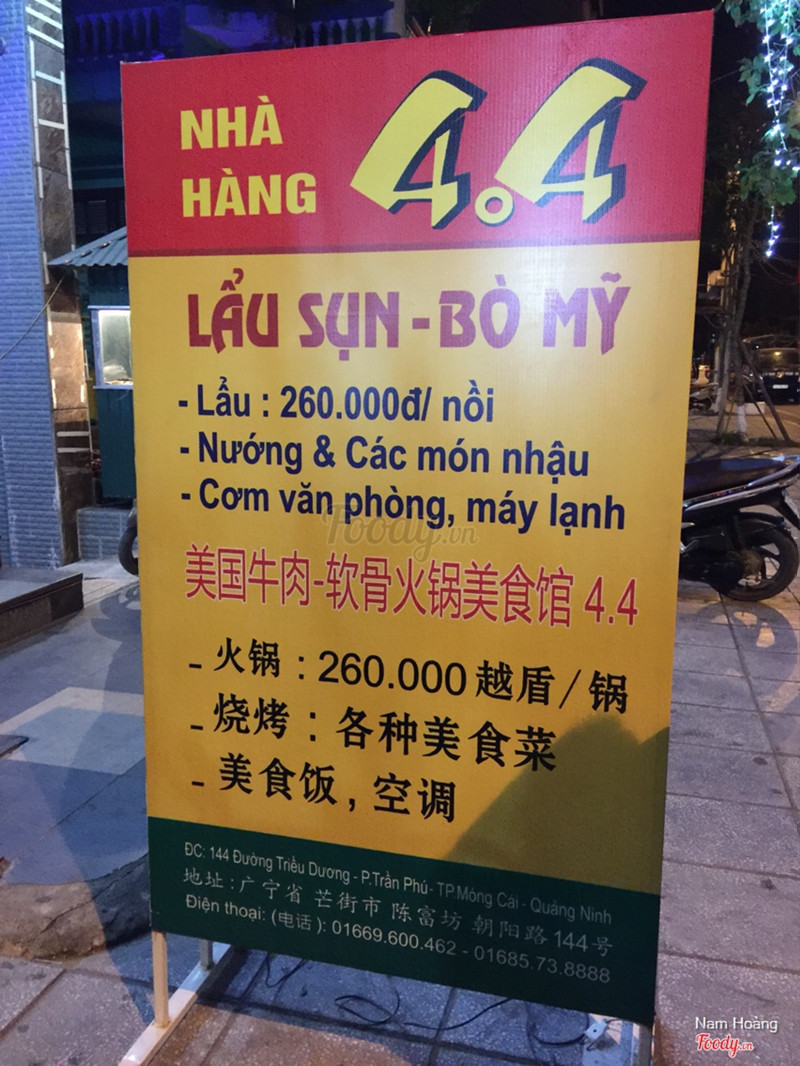 NHÀ
HÀNG
4.4
LẨU SỤN - BÒ MỸ
- Lẩu : 260.000đ/ nồi
- Nướng & Các món nhậu
- Cơm văn phòng, máy lạnh
Foody.vn
美国牛肉-软骨火锅美食馆 4.4
- 火锅 : 260.000 越盾 / 锅
- 烧烤 : 各种美食菜
- 美食饭 , 空调
ĐC: 144 Đường Triều Dương - P.Trần Phú- TP.Móng Cái - Quảng Ninh
地址 : 广宁省 芒街市 陈富坊 朝阳路 144号
Điện thoại: (电话 ): 01669.600.462 - 01685.73.8888
Nam Hoàng
Foody.vn